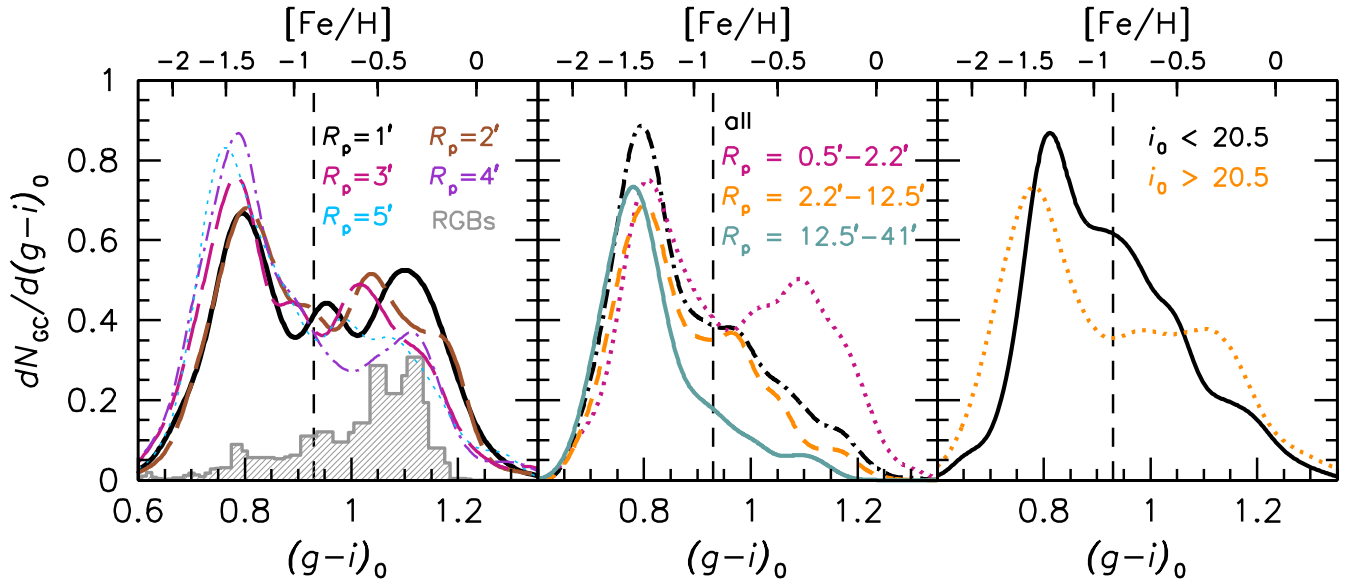 [Fe/H] [Fe/H] [Fe/H]
-2 -1.5 -1 -0.5 0 -2 -1.5 -1 -0.5 0 -2 -1.5 -1 -0.5 0
1
0.8
0.6
0.4
0.2
0
dN_GC/d(g-i)_0
R_p=1′ R_p=2′
R_p=3′ R_p=4′
R_p=5′ RGBs
all
R_p = 0.5′-2.2′
R_p = 2.2′-12.5′
R_p = 12.5′-41′
i_0 < 20.5
i_0 > 20.5
0.6 0.8 1 1.2 0.8 1 1.2 0.8 1 1.2
(g-i)_0 (g-i)_0 (g-i)_0